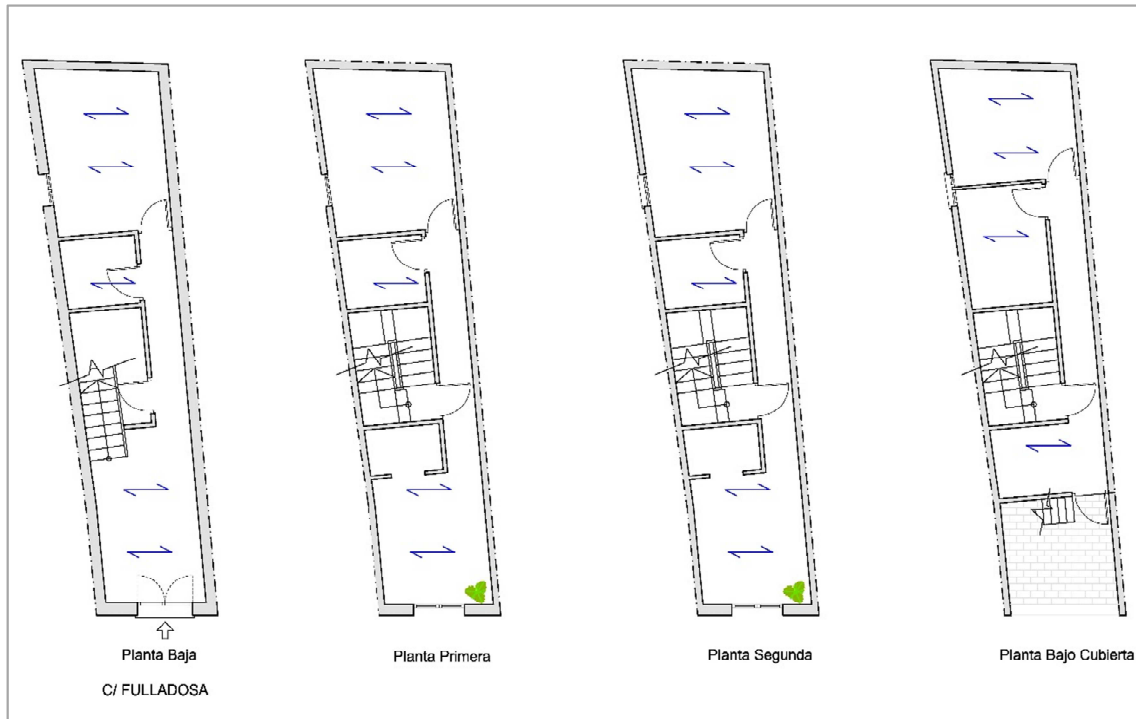 Planta Baja
Planta Primera
Planta Segunda
Planta Bajo Cubierta
C/ FULLADOSA